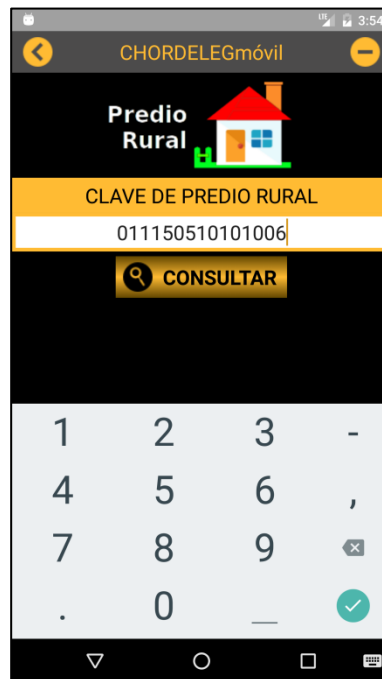 LTE 3:54
CHORDELEGmóvil
Predio
Rural
CLAVE DE PREDIO RURAL
011150510101006
CONSULTAR
1 2 3 -
4 5 6 ,
7 8 9
. 0 _